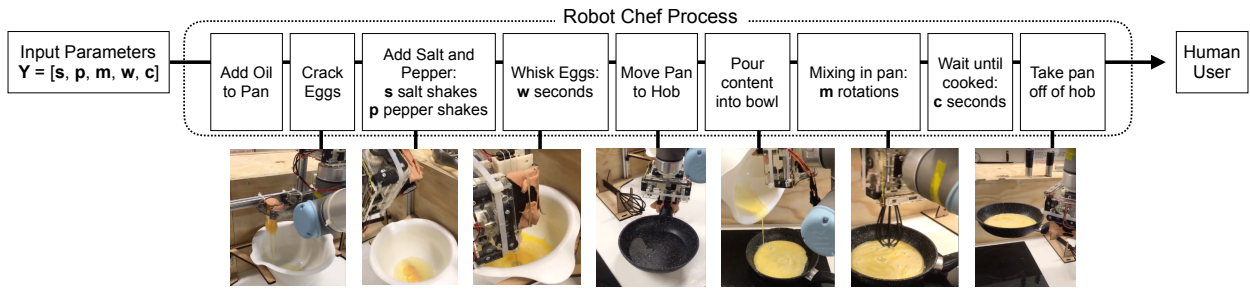 Robot Chef Process
Input Parameters
Y = [s, p, m, w, c]
Add Oil
to Pan
Crack
Eggs
Add Salt and
Pepper:
s salt shakes
p pepper shakes
Whisk Eggs:
w seconds
Move Pan
to Hob
Pour
content
into bowl
Mixing in pan:
m rotations
Wait until
cooked:
c seconds
Take pan
off of hob
Human
User